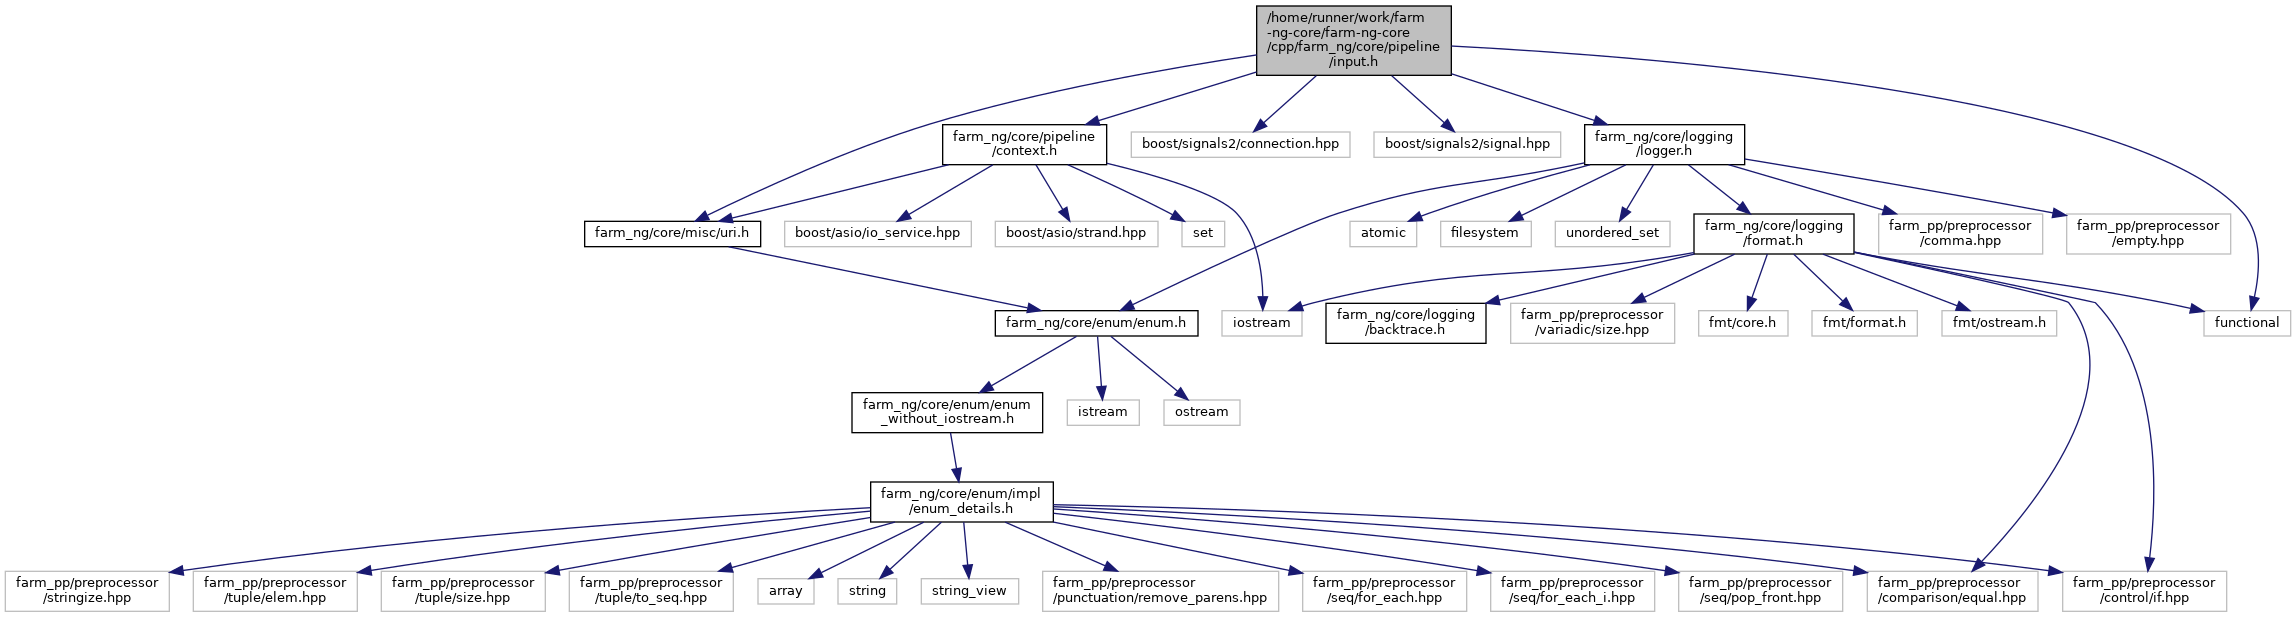 /home/runner/work/farm
-ng-core/farm-ng-core
/cpp/farm_ng/core/pipeline
/input.h
farm_ng/core/pipeline
/context.h
boost/signals2/connection.hpp
boost/signals2/signal.hpp
farm_ng/core/logging
/logger.h
farm_ng/core/misc/uri.h
boost/asio/io_service.hpp
boost/asio/strand.hpp
set
atomic
filesystem
unordered_set
farm_ng/core/logging
/format.h
farm_pp/preprocessor
/comma.hpp
farm_pp/preprocessor
/empty.hpp
farm_ng/core/enum/enum.h
iostream
farm_ng/core/logging
/backtrace.h
farm_pp/preprocessor
/variadic/size.hpp
fmt/core.h
fmt/format.h
fmt/ostream.h
functional
farm_ng/core/enum/enum
_without_iostream.h
istream
ostream
farm_ng/core/enum/impl
/enum_details.h
farm_pp/preprocessor
/stringize.hpp
farm_pp/preprocessor
/tuple/elem.hpp
farm_pp/preprocessor
/tuple/size.hpp
farm_pp/preprocessor
/tuple/to_seq.hpp
array
string
string_view
farm_pp/preprocessor
/punctuation/remove_parens.hpp
farm_pp/preprocessor
/seq/for_each.hpp
farm_pp/preprocessor
/seq/for_each_i.hpp
farm_pp/preprocessor
/seq/pop_front.hpp
farm_pp/preprocessor
/comparison/equal.hpp
farm_pp/preprocessor
/control/if.hpp